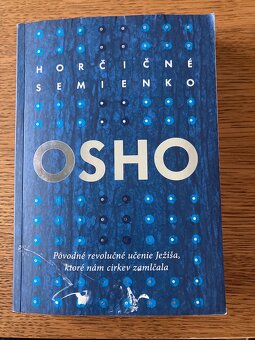 HORČIČNÉ
SEMIENKO
OSHO
Pôvodné revolučné učenie Ježiša,
ktoré nám cirkev zamlčala